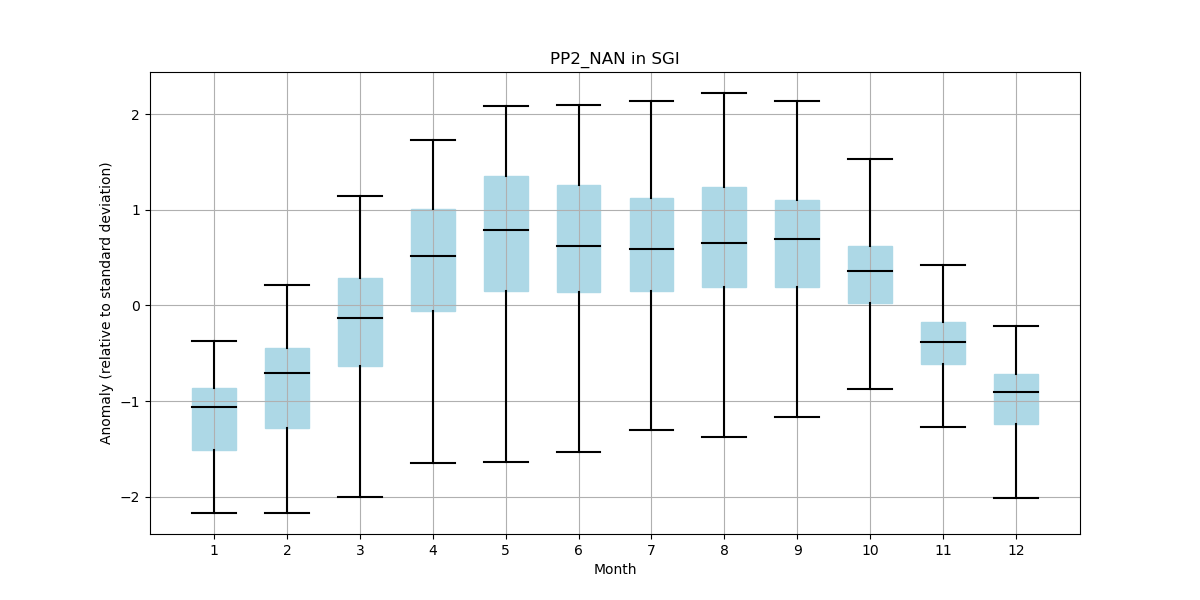 PP2_NAN in SGI
Anomaly (relative to standard deviation)
2
1
0
−1
−2
1 2 3 4 5 6 7 8 9 10 11 12
Month